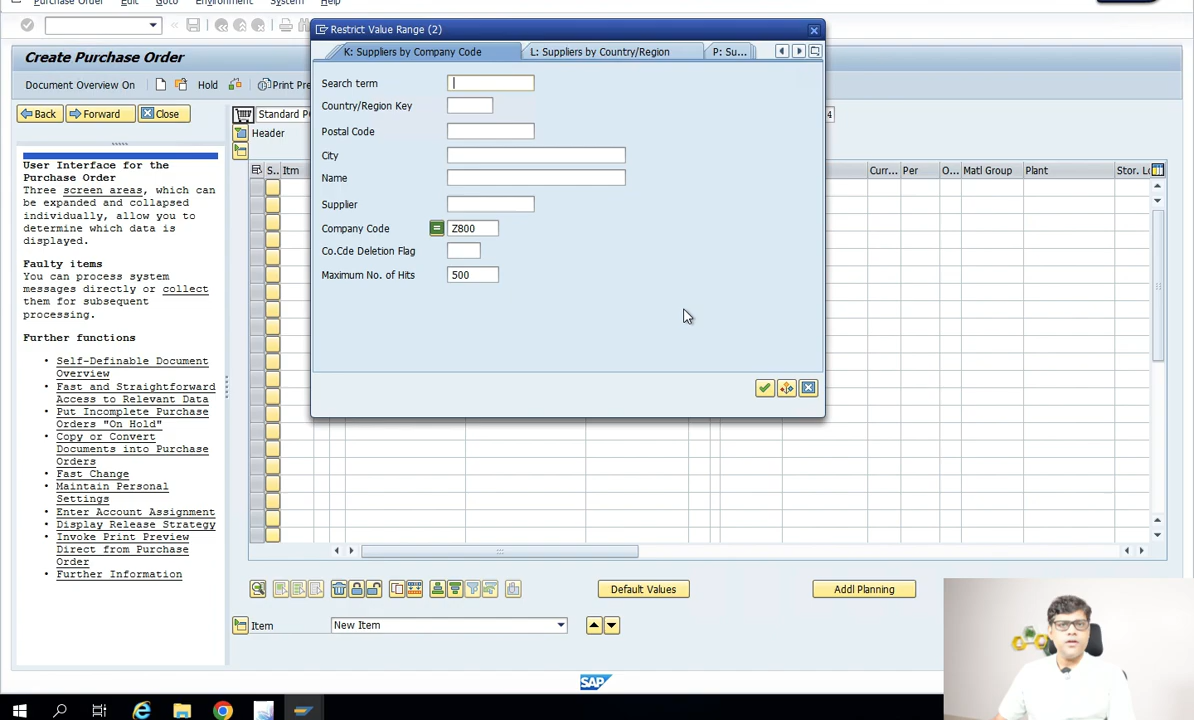 Purchase Order Edit Goto Environment System Help
Create Purchase Order
Document Overview On Hold Print Pre
Back Forward Close
Standard P
4
Header
User Interface for the
Purchase Order
Three screen areas, which can
be expanded and collapsed
individually, allow you to
determine which data is
displayed.
Faulty items
You can process system
messages directly or collect
them for subsequent
processing.
Further functions
• Self-Definable Document
Overview
• Fast and Straightforward
Access to Relevant Data
• Put Incomplete Purchase
Orders "On Hold"
• Copy or Convert
Documents into Purchase
Orders
• Fast Change
• Maintain Personal
Settings
• Enter Account Assignment
• Display Release Strategy
• Invoke Print Preview
Direct from Purchase
Order
• Further Information
Restrict Value Range (2)
K: Suppliers by Company Code L: Suppliers by Country/Region P: Su...
Search term
Country/Region Key
Postal Code
City
Name
Supplier
Company Code = Z800
Co.Cde Deletion Flag
Maximum No. of Hits 500
S.. Itm Curr... Per O... Matl Group Plant Stor. Lo
Default Values Addl Planning
Item New Item
SAP